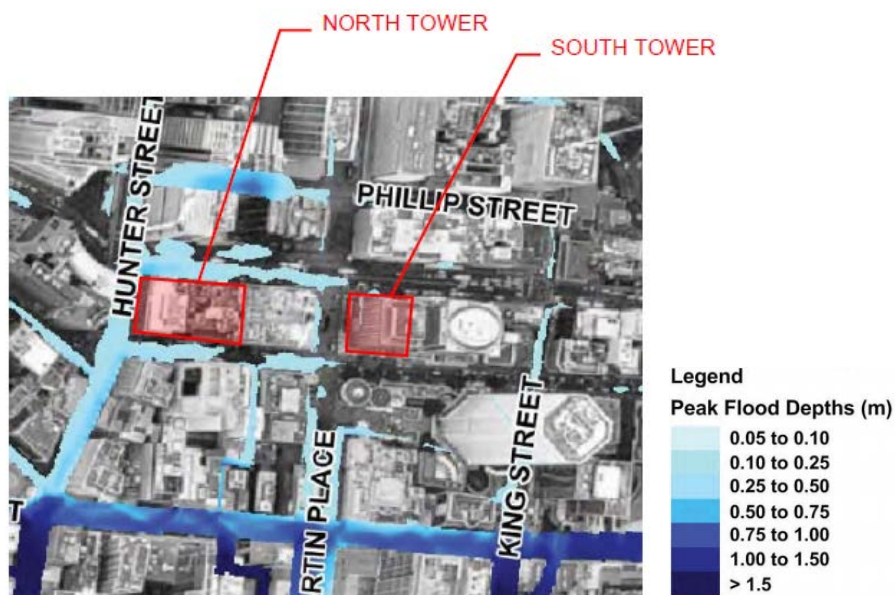 NORTH TOWER
SOUTH TOWER
HUNTER STREET
PHILLIP STREET
KING STREET
RTIN PLACE
T
Legend
Peak Flood Depths (m)
0.05 to 0.10
0.10 to 0.25
0.25 to 0.50
0.50 to 0.75
0.75 to 1.00
1.00 to 1.50
> 1.5